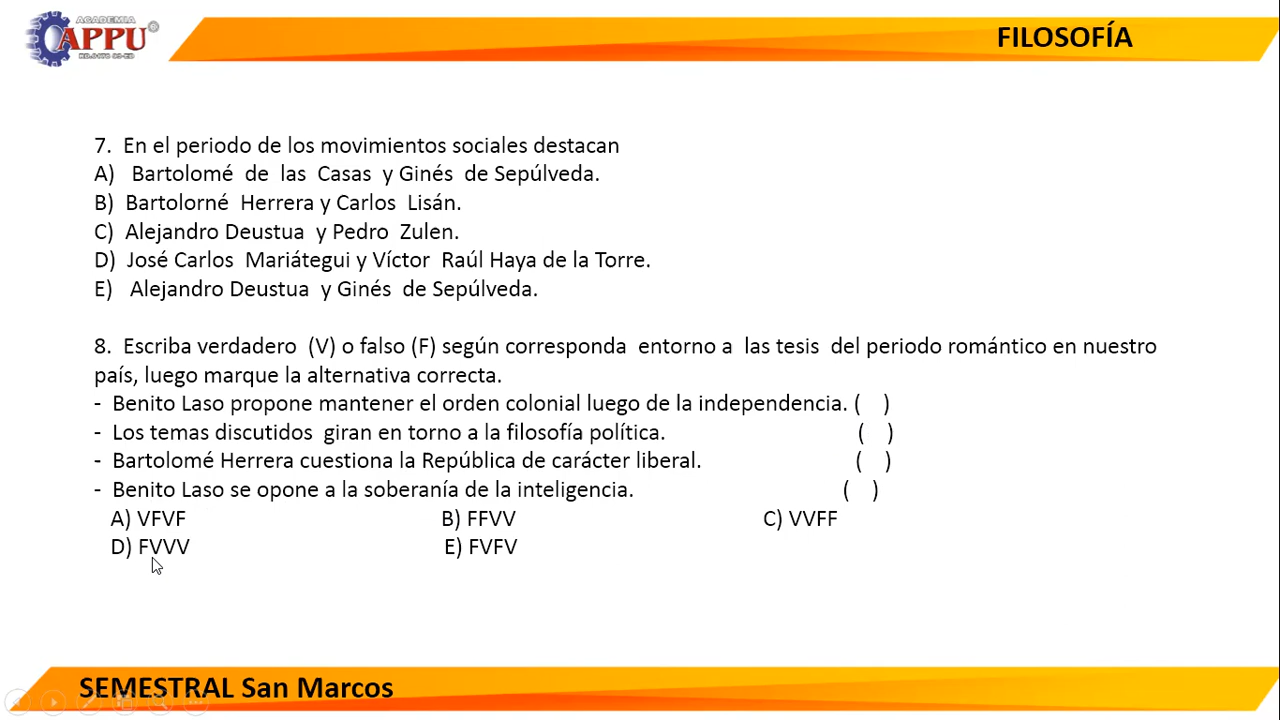 ACADEMIA
APPU
FILOSOFÍA
7. En el periodo de los movimientos sociales destacan
A) Bartolomé de las Casas y Ginés de Sepúlveda.
B) Bartolorné Herrera y Carlos Lisán.
C) Alejandro Deustua y Pedro Zulen.
D) José Carlos Mariátegui y Víctor Raúl Haya de la Torre.
E) Alejandro Deustua y Ginés de Sepúlveda.
8. Escriba verdadero (V) o falso (F) según corresponda entorno a las tesis del periodo romántico en nuestro
país, luego marque la alternativa correcta.
- Benito Laso propone mantener el orden colonial luego de la independencia. ( )
- Los temas discutidos giran en torno a la filosofía política. ( )
- Bartolomé Herrera cuestiona la República de carácter liberal. ( )
- Benito Laso se opone a la soberanía de la inteligencia. ( )
A) VFVF B) FFVV C) VVFF
D) FVVV E) FVFV
SEMESTRAL San Marcos